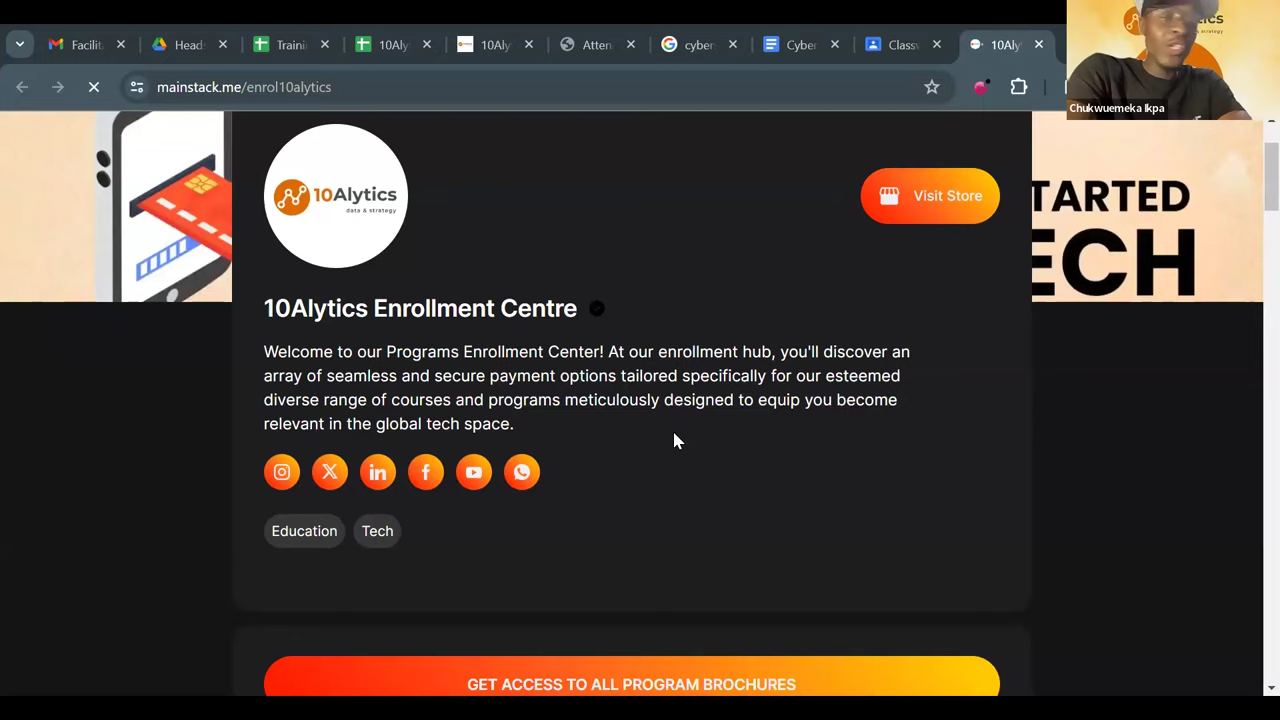 Facilit
Heads
Traini
10Aly
10Aly
Atten
cyber
Cyber
Classv
10Aly
mainstack.me/enrol10alytics
Chukwuemeka Ikpa
10Alytics
data & strategy
Visit Store
TARTED
ECH
10Alytics Enrollment Centre
Welcome to our Programs Enrollment Center! At our enrollment hub, you'll discover an
array of seamless and secure payment options tailored specifically for our esteemed
diverse range of courses and programs meticulously designed to equip you become
relevant in the global tech space.
Education
Tech
GET ACCESS TO ALL PROGRAM BROCHURES